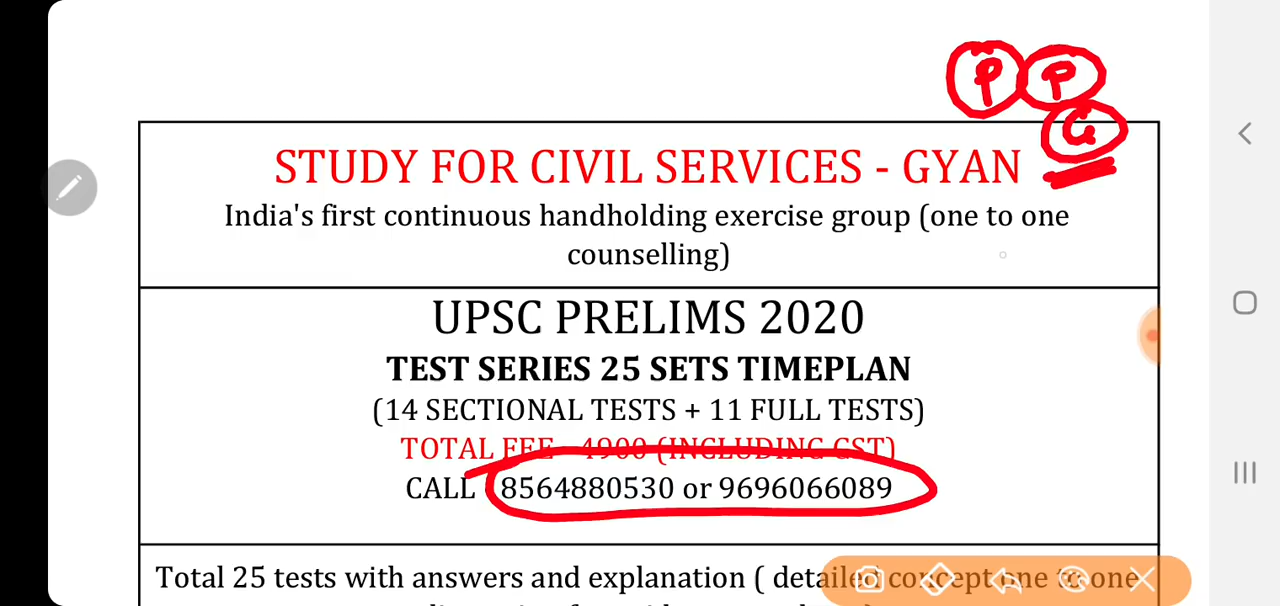 P P
G
STUDY FOR CIVIL SERVICES - GYAN
India's first continuous handholding exercise group (one to one
counselling)
UPSC PRELIMS 2020
TEST SERIES 25 SETS TIMEPLAN
(14 SECTIONAL TESTS + 11 FULL TESTS)
TOTAL FEE - 4900 (INCLUDING GST)
CALL 8564880530 or 9696066089
Total 25 tests with answers and explanation ( detailed concept one to one